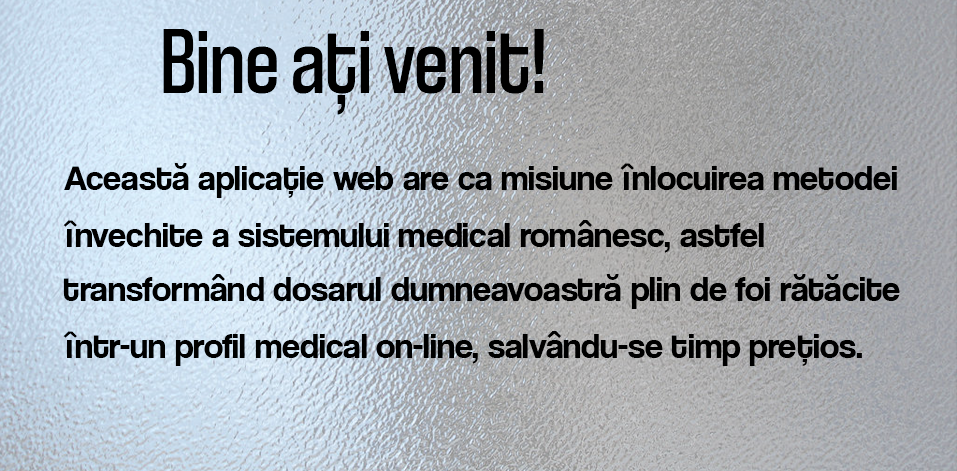 Bine ați venit!
Această aplicație web are ca misiune înlocuirea metodei
învechite a sistemului medical românesc, astfel
transformând dosarul dumneavoastră plin de foi rătăcite
într-un profil medical on-line, salvându-se timp prețios.